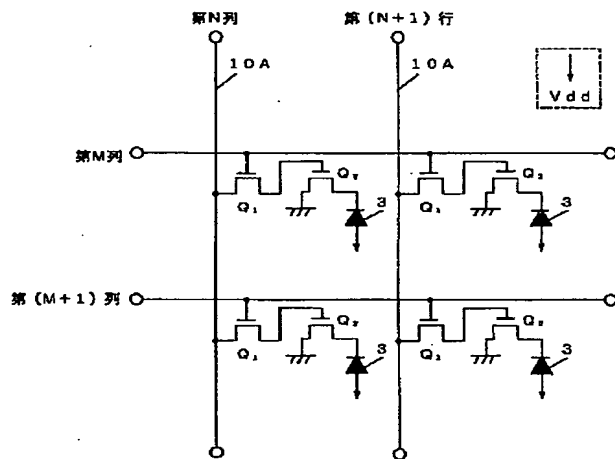 第N列 第（N＋1）行
10A 10A
Vdd
第M列
Q₂ 3 Q₂ 3
Q₁ Q₁
第（M＋1）列
Q₂ 3 Q₂ 3
Q₁ Q₁